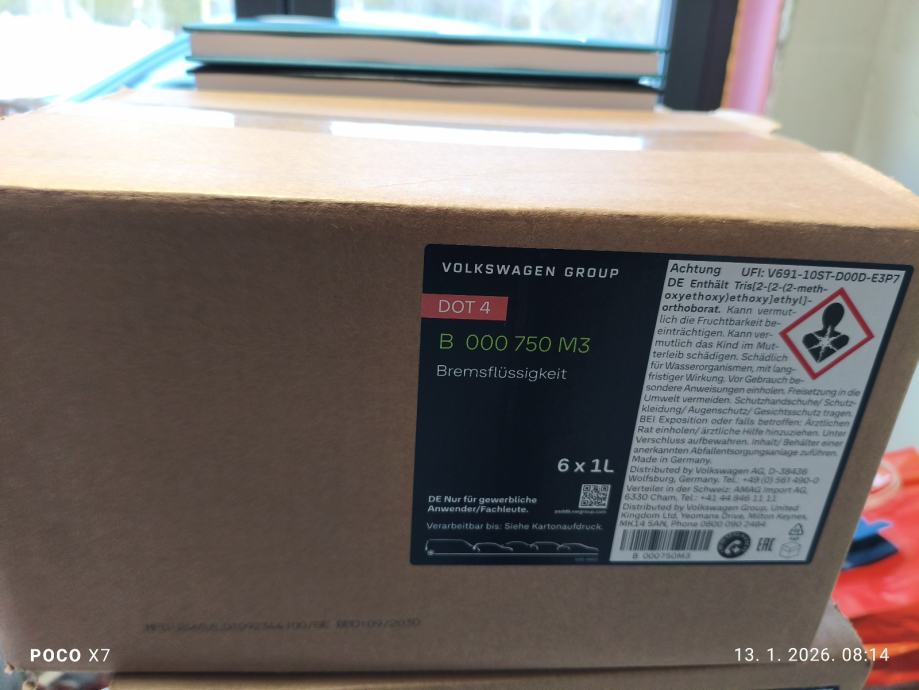 VOLKSWAGEN GROUP
DOT 4
B 000 750 M3
Bremsflüssigkeit
6 x 1L
DE Nur für gewerbliche
Anwender/Fachleute.
Verarbeitbar bis: Siehe Kartonaufdruck.
Achtung UFI: V691-10ST-D00D-E3P7
DE Enthält Tris[2-[2-(2-meth-
oxyethoxy)ethoxy]ethyl]-
orthoborat. Kann vermut-
lich die Fruchtbarkeit be-
einträchtigen. Kann ver-
mutlich das Kind im Mut-
terleib schädigen. Schädlich
für Wasserorganismen, mit lang-
fristiger Wirkung. Vor Gebrauch be-
sondere Anweisungen einholen. Freisetzung in die
Umwelt vermeiden. Schutzhandschuhe/ Schutz-
kleidung/ Augenschutz/ Gesichtsschutz tragen.
BEI Exposition oder falls betroffen: Ärztlichen
Rat einholen/ ärztliche Hilfe hinzuziehen. Unter
Verschluss aufbewahren. Inhalt/ Behälter einer
anerkannten Abfallentsorgungsanlage zuführen.
Made in Germany.
Distributed by Volkswagen AG, D-38436
Wolfsburg, Germany. Tel.: +49 (0) 561 490-0
Verteiler in der Schweiz: AMAG Import AG,
6330 Cham, Tel.: +41 44 846 11 11
Distributed by Volkswagen Group, United
Kingdom Ltd, Yeomans Drive, Milton Keynes,
MK14 5AN, Phone 0800 090 2484
B 000750M3
EAC
09/2030
POCO X7
13. 1. 2026. 08:14